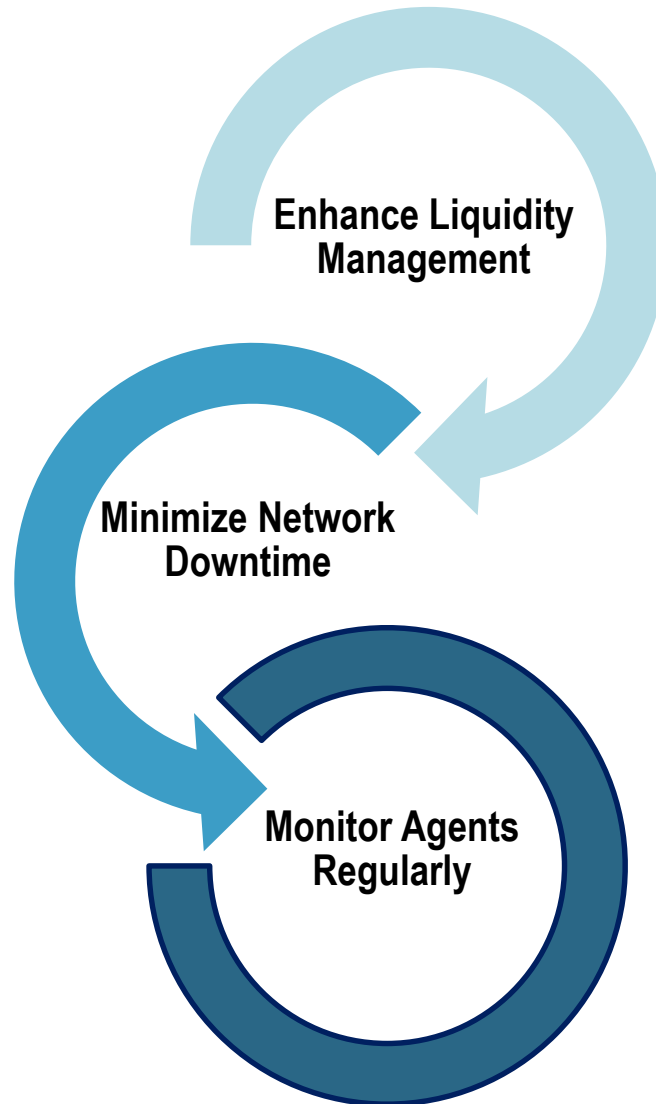 Enhance Liquidity
Management
Minimize Network
Downtime
Monitor Agents
Regularly